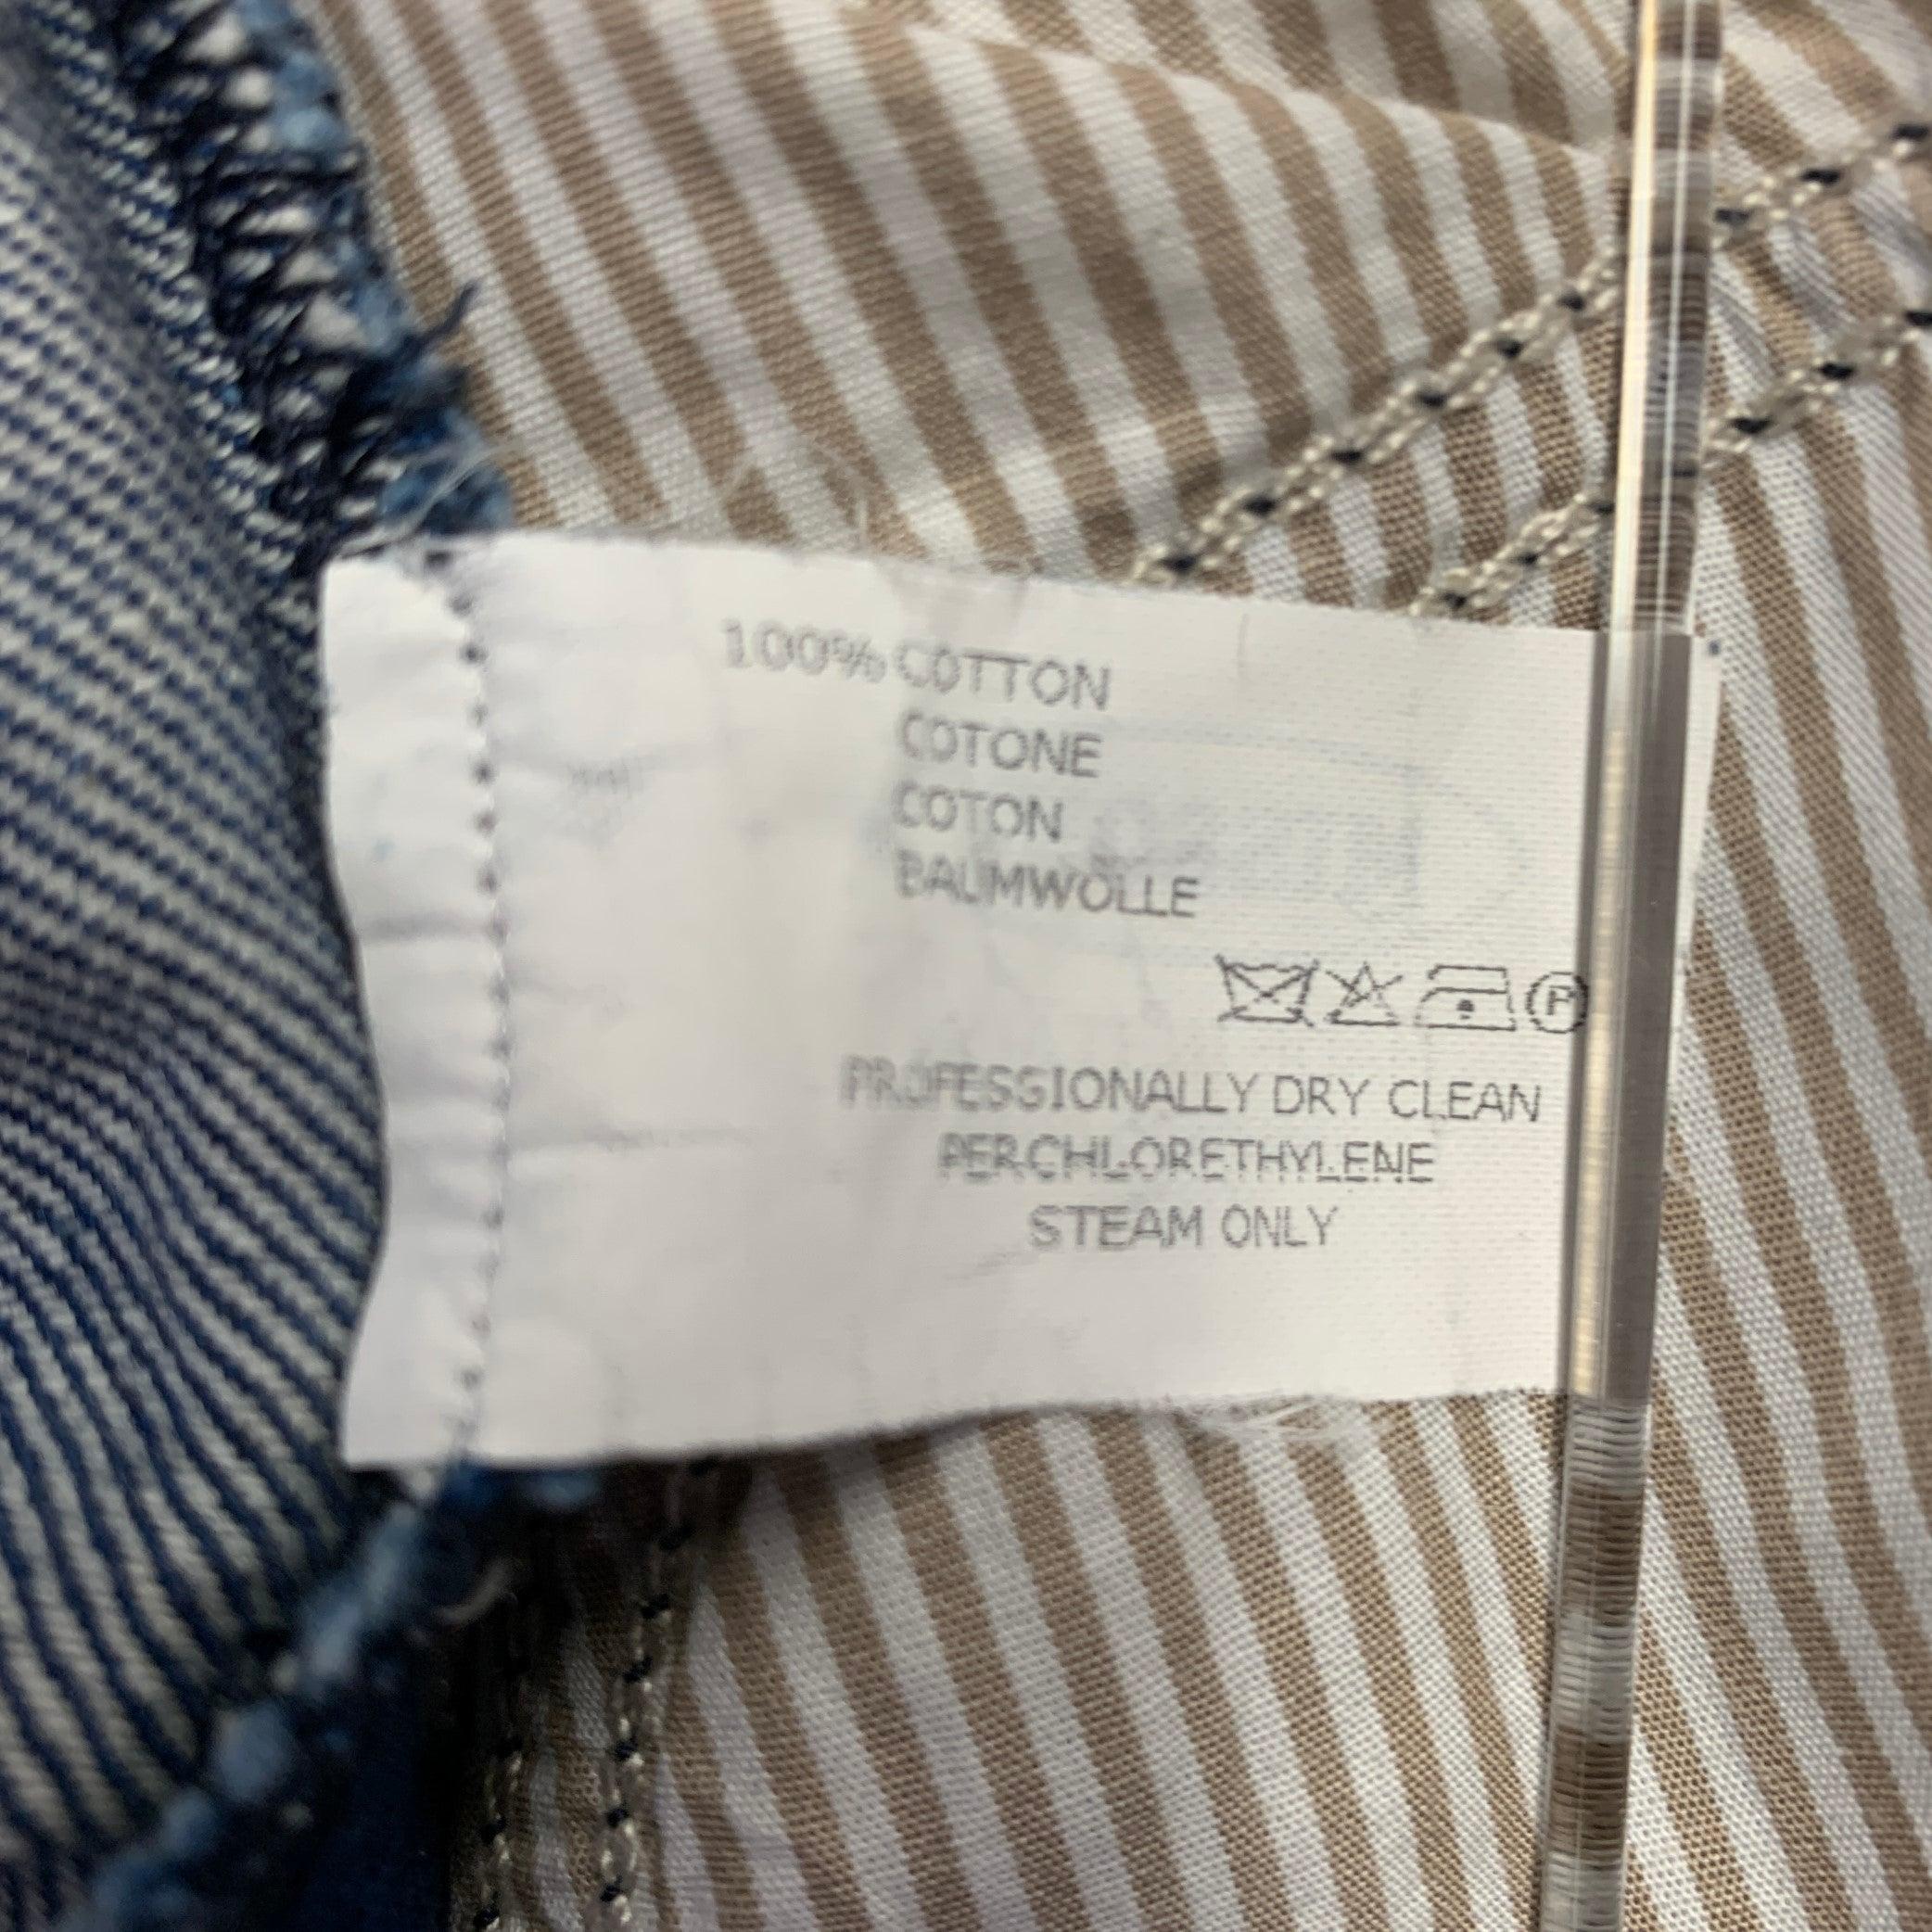 100% COTTON
COTONE
COTON
BAUMWOLLE
P
PROFESSIONALLY DRY CLEAN
PERCHLORETHYLENE
STEAM ONLY